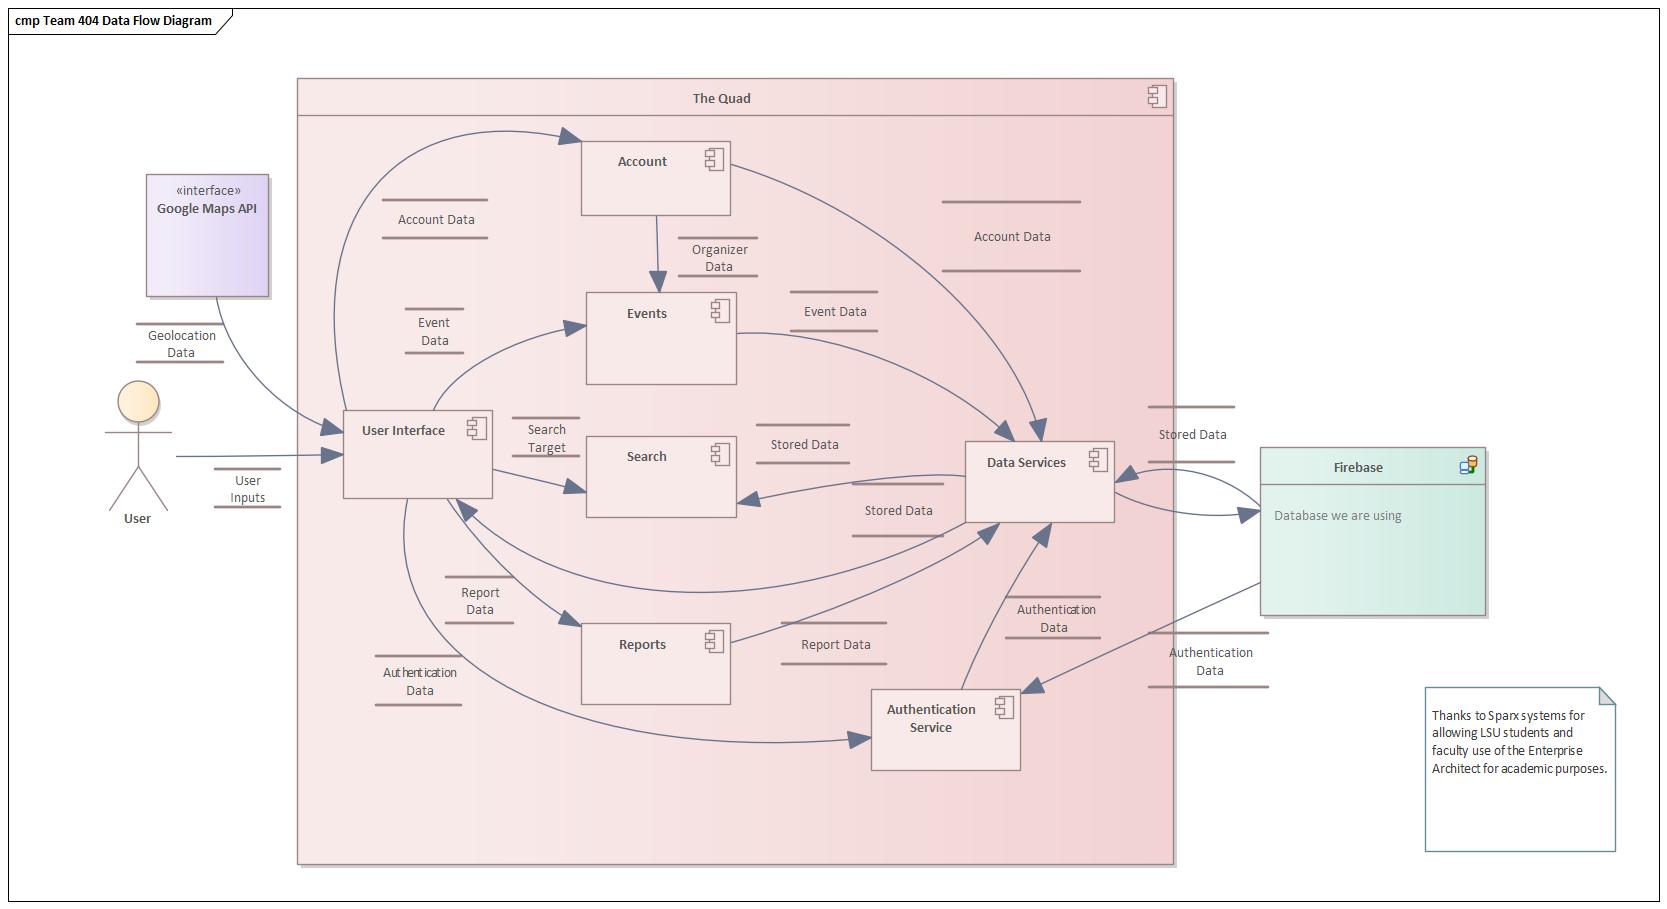 cmp Team 404 Data Flow Diagram
The Quad
Account
«interface»
Google Maps API
Account Data
Account Data
Organizer
Data
Events
Event Data
Event
Data
Geolocation
Data
User Interface
Search
Target
Search
Stored Data
Data Services
Stored Data
Firebase
Database we are using
User
Inputs
User
Stored Data
Report
Data
Reports
Report Data
Authentication
Data
Authentication
Data
Authentication
Data
Authentication
Service
Thanks to Sparx systems for
allowing LSU students and
faculty use of the Enterprise
Architect for academic purposes.